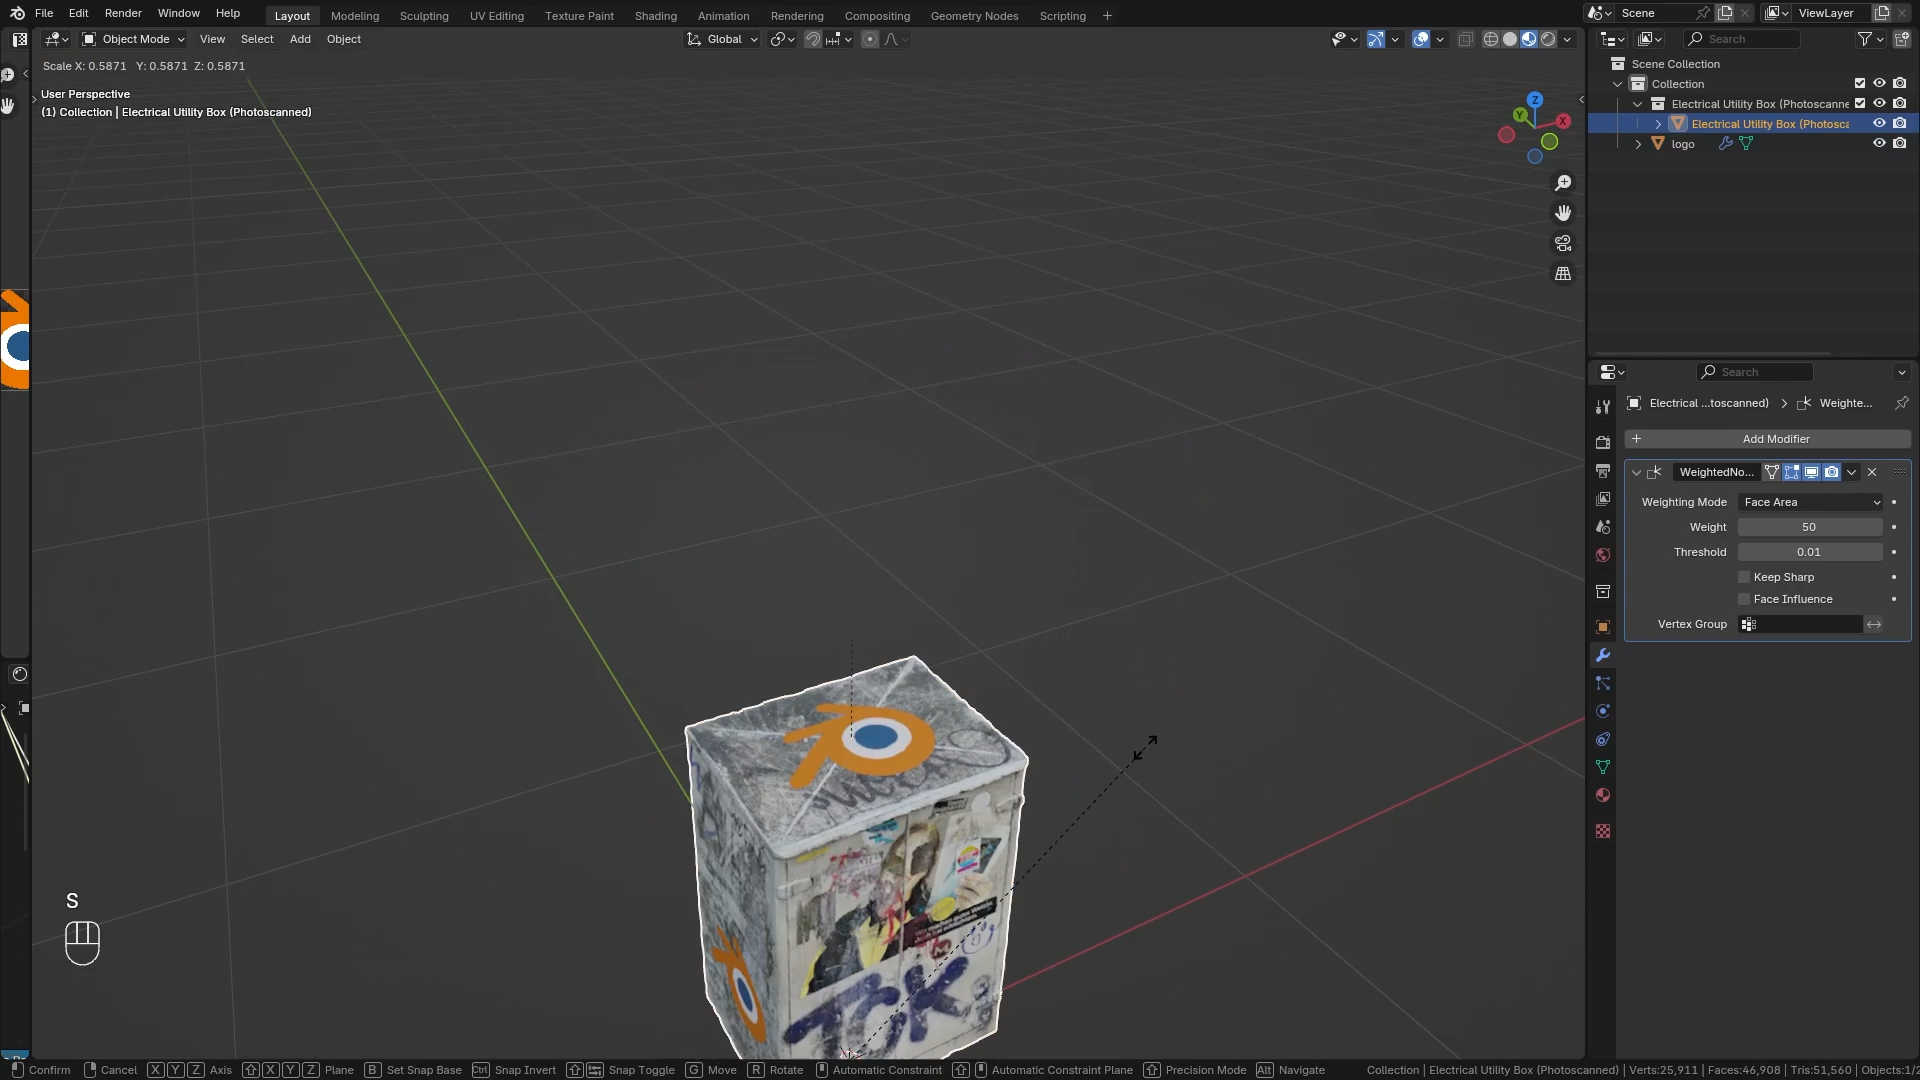 File Edit Render Window Help Layout Modeling Sculpting UV Editing Texture Paint Shading Animation Rendering Compositing Geometry Nodes Scripting + Scene ViewLayer
Object Mode View Select Add Object Global Search
Scale X: 0.5871 Y: 0.5871 Z: 0.5871
User Perspective
(1) Collection | Electrical Utility Box (Photoscanned)
Z
Y
X
Scene Collection
Collection
Electrical Utility Box (Photoscanne
Electrical Utility Box (Photosca
logo
Search
Electrical ...toscanned) > Weighte...
+ Add Modifier
WeightedNo...
Weighting Mode Face Area
Weight 50
Threshold 0.01
Keep Sharp
Face Influence
Vertex Group
S
Confirm Cancel X Y Z Axis X Y Z Plane B Set Snap Base Ctrl Snap Invert Snap Toggle G Move R Rotate Automatic Constraint Automatic Constraint Plane Precision Mode Alt Navigate Collection | Electrical Utility Box (Photoscanned) | Verts:25,911 | Faces:46,908 | Tris:51,560 | Objects:1/2